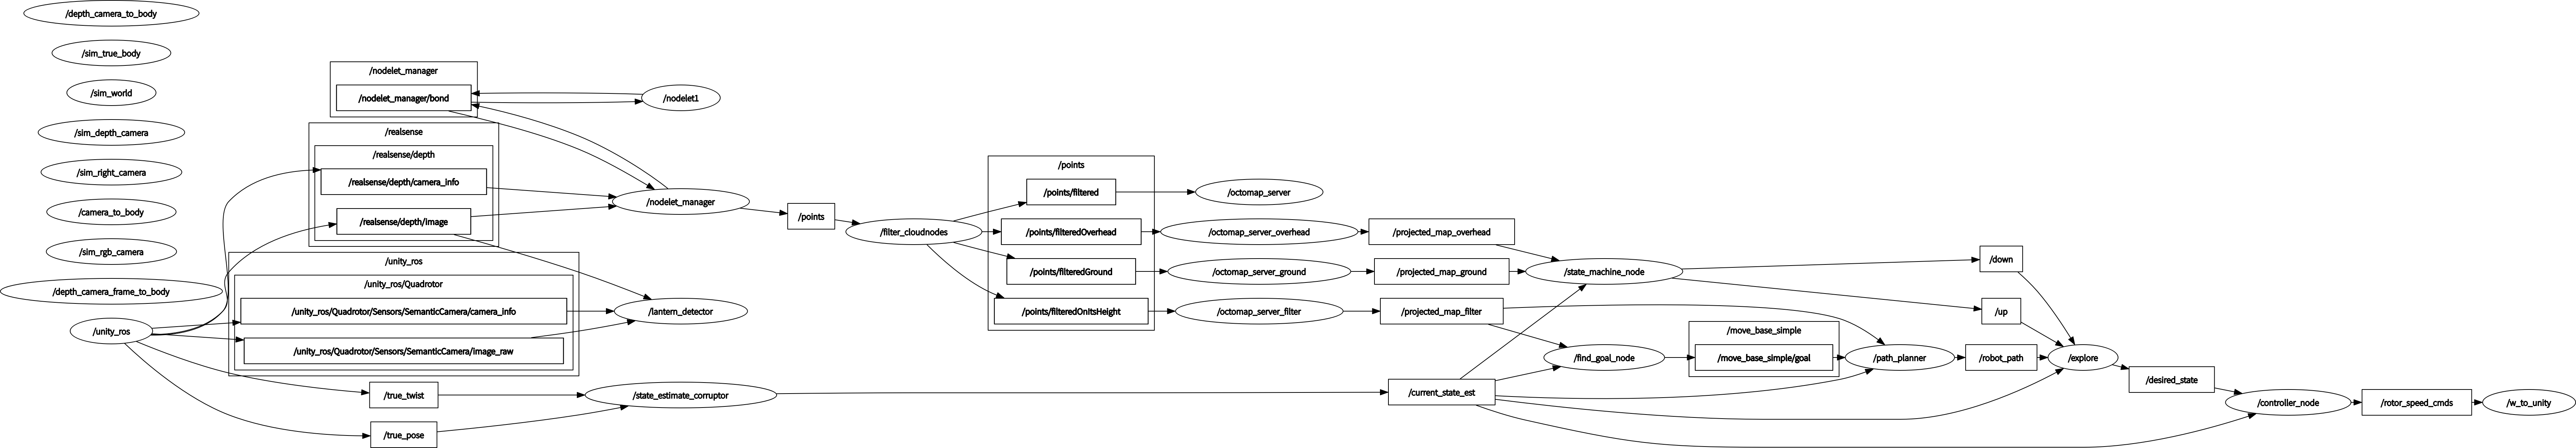 /depth_camera_to_body
/sim_true_body
/sim_world
/sim_depth_camera
/sim_right_camera
/camera_to_body
/sim_rgb_camera
/depth_camera_frame_to_body
/unity_ros
/nodelet_manager
/nodelet_manager/bond
/realsense
/realsense/depth
/realsense/depth/camera_info
/realsense/depth/image
/unity_ros
/unity_ros/Quadrotor
/unity_ros/Quadrotor/Sensors/SemanticCamera/camera_info
/unity_ros/Quadrotor/Sensors/SemanticCamera/image_raw
/true_twist
/true_pose
/nodelet1
/nodelet_manager
/lantern_detector
/state_estimate_corruptor
/points
/filter_cloudnodes
/points
/points/filtered
/points/filteredOverhead
/points/filteredGround
/points/filteredOnItsHeight
/octomap_server
/octomap_server_overhead
/octomap_server_ground
/octomap_server_filter
/projected_map_overhead
/projected_map_ground
/projected_map_filter
/current_state_est
/state_machine_node
/find_goal_node
/move_base_simple
/move_base_simple/goal
/path_planner
/down
/up
/robot_path
/explore
/desired_state
/controller_node
/rotor_speed_cmds
/w_to_unity